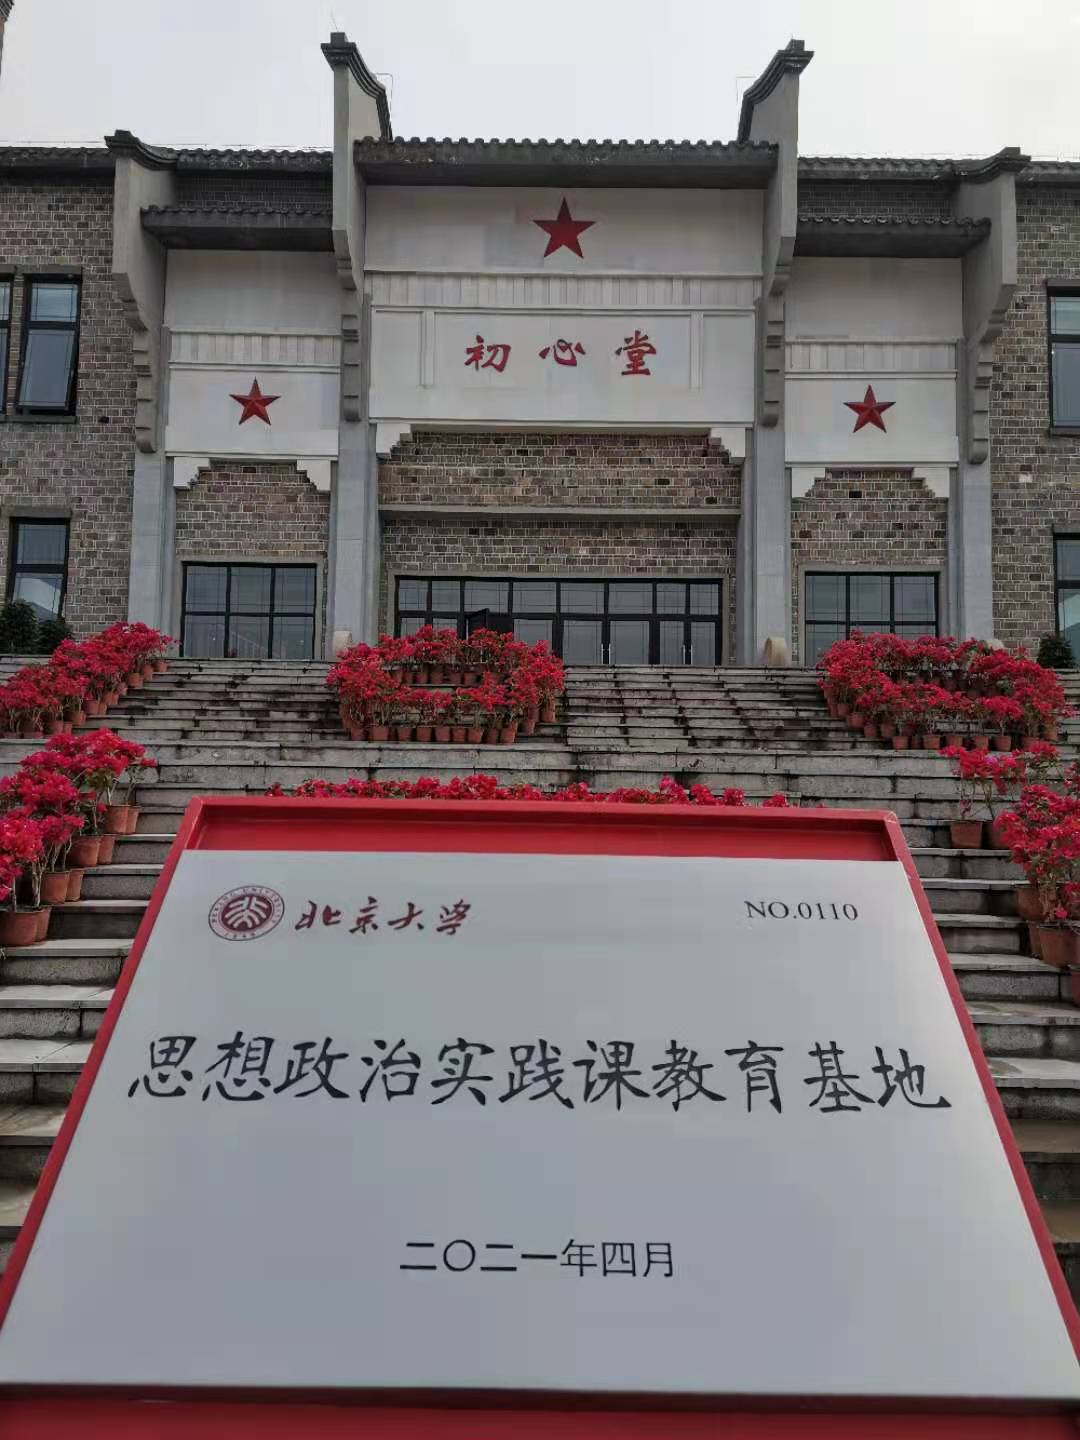 初心堂
北京大学
NO.0110
思想政治实践课教育基地
二〇二一年四月